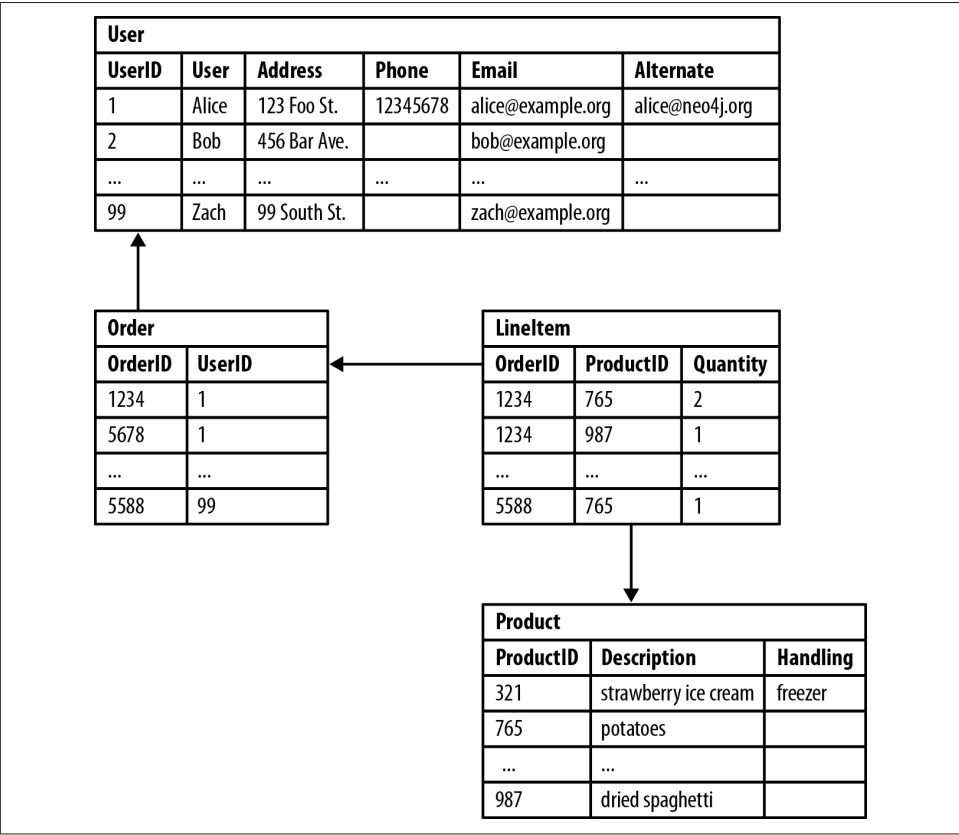 User
UserID User Address Phone Email Alternate
1 Alice 123 Foo St. 12345678 alice@example.org alice@neo4j.org
2 Bob 456 Bar Ave. bob@example.org
... ... ... ... ... ...
99 Zach 99 South St. zach@example.org
Order
OrderID UserID
1234 1
5678 1
... ...
5588 99
LineItem
OrderID ProductID Quantity
1234 765 2
1234 987 1
... ... ...
5588 765 1
Product
ProductID Description Handling
321 strawberry ice cream freezer
765 potatoes
... ...
987 dried spaghetti